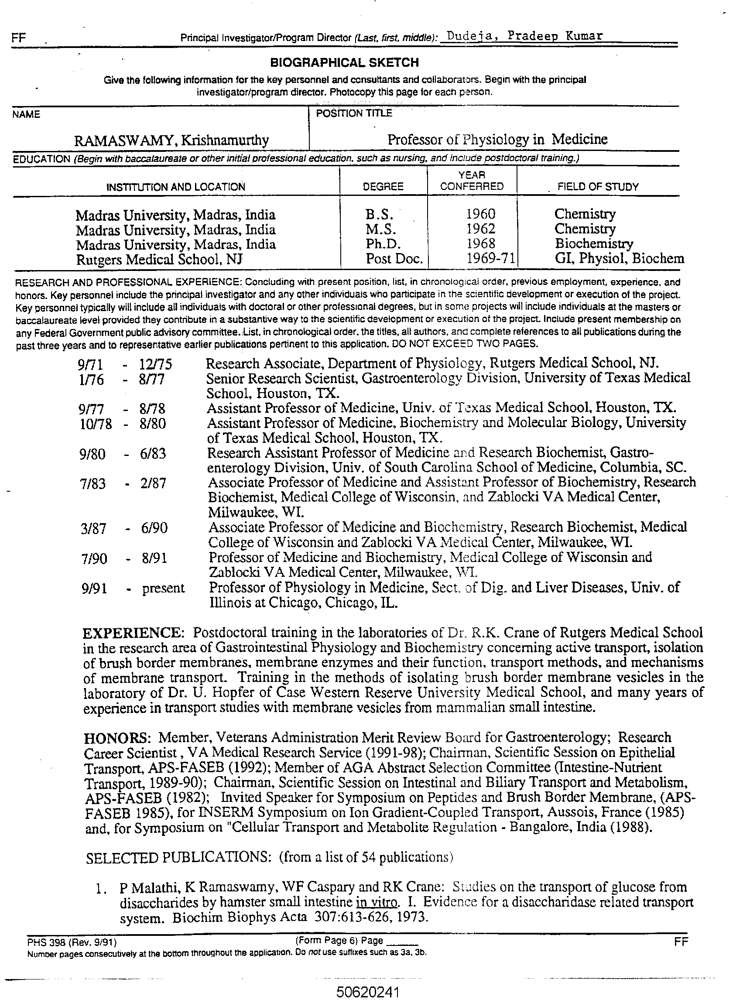 FF Principal Investigator/Program Director (Last, first, middle): Dudeja, Pradeep Kumar
BIOGRAPHICAL SKETCH
Give the following information for the key personnel and consultants and collaborators. Begin with the principal
investigator/program director. Photocopy this page for each person.
NAME POSITION TITLE
RAMASWAMY, Krishnamurthy Professor of Physiology in Medicine
EDUCATION (Begin with baccalaureate or other initial professional education, such as nursing, and include postdoctoral training.)
INSTITUTION AND LOCATION DEGREE YEAR CONFERRED FIELD OF STUDY
Madras University, Madras, India B.S. 1960 Chemistry
Madras University, Madras, India M.S. 1962 Chemistry
Madras University, Madras, India Ph.D. 1968 Biochemistry
Rutgers Medical School, NJ Post Doc. 1969-71 GI, Physiol, Biochem
RESEARCH AND PROFESSIONAL EXPERIENCE: Concluding with present position, list, in chronological order, previous employment, experience, and
honors. Key personnel include the principal investigator and any other individuals who participate in the scientific development or execution of the project.
Key personnel typically will include all individuals with doctoral or other professional degrees, but in some projects will include individuals at the masters or
baccalaureate level provided they contribute in a substantive way to the scientific development or execution of the project. Include present membership on
any Federal Government public advisory committee. List, in chronological order, the titles, all authors, and complete references to all publications during the
past three years and to representative earlier publications pertinent to this application. DO NOT EXCEED TWO PAGES.
9/71 - 12/75 Research Associate, Department of Physiology, Rutgers Medical School, NJ.
1/76 - 8/77 Senior Research Scientist, Gastroenterology Division, University of Texas Medical
School, Houston, TX.
9/77 - 8/78 Assistant Professor of Medicine, Univ. of Texas Medical School, Houston, TX.
10/78 - 8/80 Assistant Professor of Medicine, Biochemistry and Molecular Biology, University
of Texas Medical School, Houston, TX.
9/80 - 6/83 Research Assistant Professor of Medicine and Research Biochemist, Gastro-
enterology Division, Univ. of South Carolina School of Medicine, Columbia, SC.
7/83 - 2/87 Associate Professor of Medicine and Assistant Professor of Biochemistry, Research
Biochemist, Medical College of Wisconsin, and Zablocki VA Medical Center,
Milwaukee, WI.
3/87 - 6/90 Associate Professor of Medicine and Biochemistry, Research Biochemist, Medical
College of Wisconsin and Zablocki VA Medical Center, Milwaukee, WI.
7/90 - 8/91 Professor of Medicine and Biochemistry, Medical College of Wisconsin and
Zablocki VA Medical Center, Milwaukee, WI.
9/91 - present Professor of Physiology in Medicine, Sect. of Dig. and Liver Diseases, Univ. of
Illinois at Chicago, Chicago, IL.
EXPERIENCE: Postdoctoral training in the laboratories of Dr. R.K. Crane of Rutgers Medical School
in the research area of Gastrointestinal Physiology and Biochemistry concerning active transport, isolation
of brush border membranes, membrane enzymes and their function, transport methods, and mechanisms
of membrane transport. Training in the methods of isolating brush border membrane vesicles in the
laboratory of Dr. U. Hopfer of Case Western Reserve University Medical School, and many years of
experience in transport studies with membrane vesicles from mammalian small intestine.
HONORS: Member, Veterans Administration Merit Review Board for Gastroenterology; Research
Career Scientist , VA Medical Research Service (1991-98); Chairman, Scientific Session on Epithelial
Transport, APS-FASEB (1992); Member of AGA Abstract Selection Committee (Intestine-Nutrient
Transport, 1989-90); Chairman, Scientific Session on Intestinal and Biliary Transport and Metabolism,
APS-FASEB (1982); Invited Speaker for Symposium on Peptides and Brush Border Membrane, (APS-
FASEB 1985), for INSERM Symposium on Ion Gradient-Coupled Transport, Aussois, France (1985)
and, for Symposium on "Cellular Transport and Metabolite Regulation - Bangalore, India (1988).
SELECTED PUBLICATIONS: (from a list of 54 publications)
1. P Malathi, K Ramaswamy, WF Caspary and RK Crane: Studies on the transport of glucose from
disaccharides by hamster small intestine in vitro. I. Evidence for a disaccharidase related transport
system. Biochim Biophys Acta 307:613-626, 1973.
PHS 398 (Rev. 9/91) (Form Page 6) Page ______ FF
Number pages consecutively at the bottom throughout the application. Do not use suffixes such as 3a, 3b.
50620241